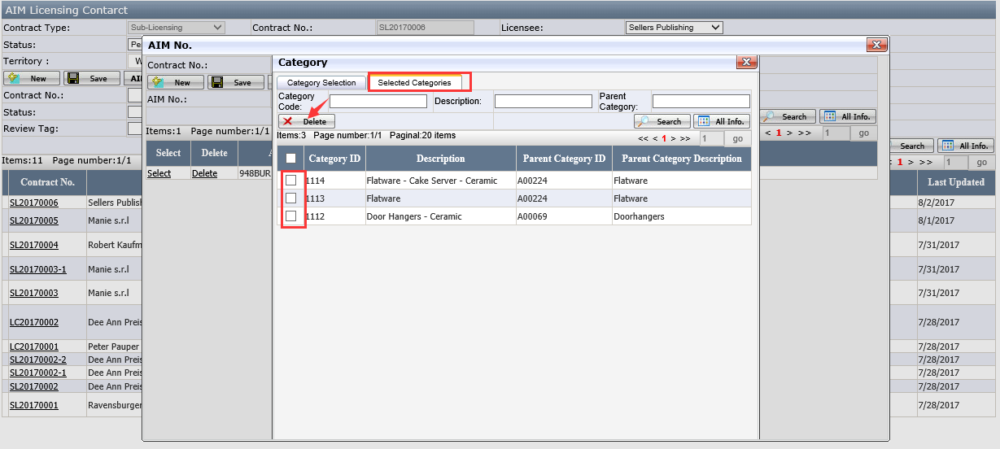 AIM Licensing Contarct
Contract Type: Sub-Licensing Contract No.: SL20170006 Licensee: Sellers Publishing
Status: Pe
Territory : W
New Save AI
Contract No.:
Status:
Review Tag:
Search All Info.
Items:11 Page number:1/1
1 > >> 1 go
Contract No. Last Updated
SL20170006 Sellers Publish 8/2/2017
SL20170005 Manie s.r.l 8/1/2017
SL20170004 Robert Kaufm 7/31/2017
SL20170003-1 Manie s.r.l 7/31/2017
SL20170003 Manie s.r.l 7/31/2017
LC20170002 Dee Ann Preis 7/28/2017
LC20170001 Peter Pauper 7/28/2017
SL20170002-2 Dee Ann Preis 7/28/2017
SL20170002-1 Dee Ann Preis 7/28/2017
SL20170002 Dee Ann Preis 7/28/2017
SL20170001 Ravensburger 7/28/2017
AIM No.
Contract No.:
New Save
AIM No.:
Search All Info.
Items:1 Page number:1/1
< 1 > >> 1 go
Select Delete A
Select Delete 948BUR
Category
Category Selection Selected Categories
Category Code: Description: Parent Category:
Delete Search All Info.
Items:3 Page number:1/1 Paginal:20 items
<< < 1 > >> 1 go
Category ID Description Parent Category ID Parent Category Description
1114 Flatware - Cake Server - Ceramic A00224 Flatware
1113 Flatware A00224 Flatware
1112 Door Hangers - Ceramic A00069 Doorhangers